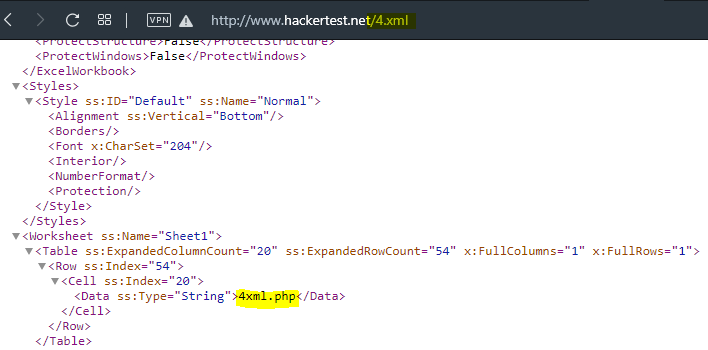 VPN http://www.hackertest.net/4.xml
<ProtectStructure>False</ProtectStructure>
<ProtectWindows>False</ProtectWindows>
</ExcelWorkbook>
▼<Styles>
▼<Style ss:ID="Default" ss:Name="Normal">
<Alignment ss:Vertical="Bottom"/>
<Borders/>
<Font x:CharSet="204"/>
<Interior/>
<NumberFormat/>
<Protection/>
</Style>
</Styles>
▼<Worksheet ss:Name="Sheet1">
▼<Table ss:ExpandedColumnCount="20" ss:ExpandedRowCount="54" x:FullColumns="1" x:FullRows="1">
▼<Row ss:Index="54">
▼<Cell ss:Index="20">
<Data ss:Type="String">4xml.php</Data>
</Cell>
</Row>
</Table>